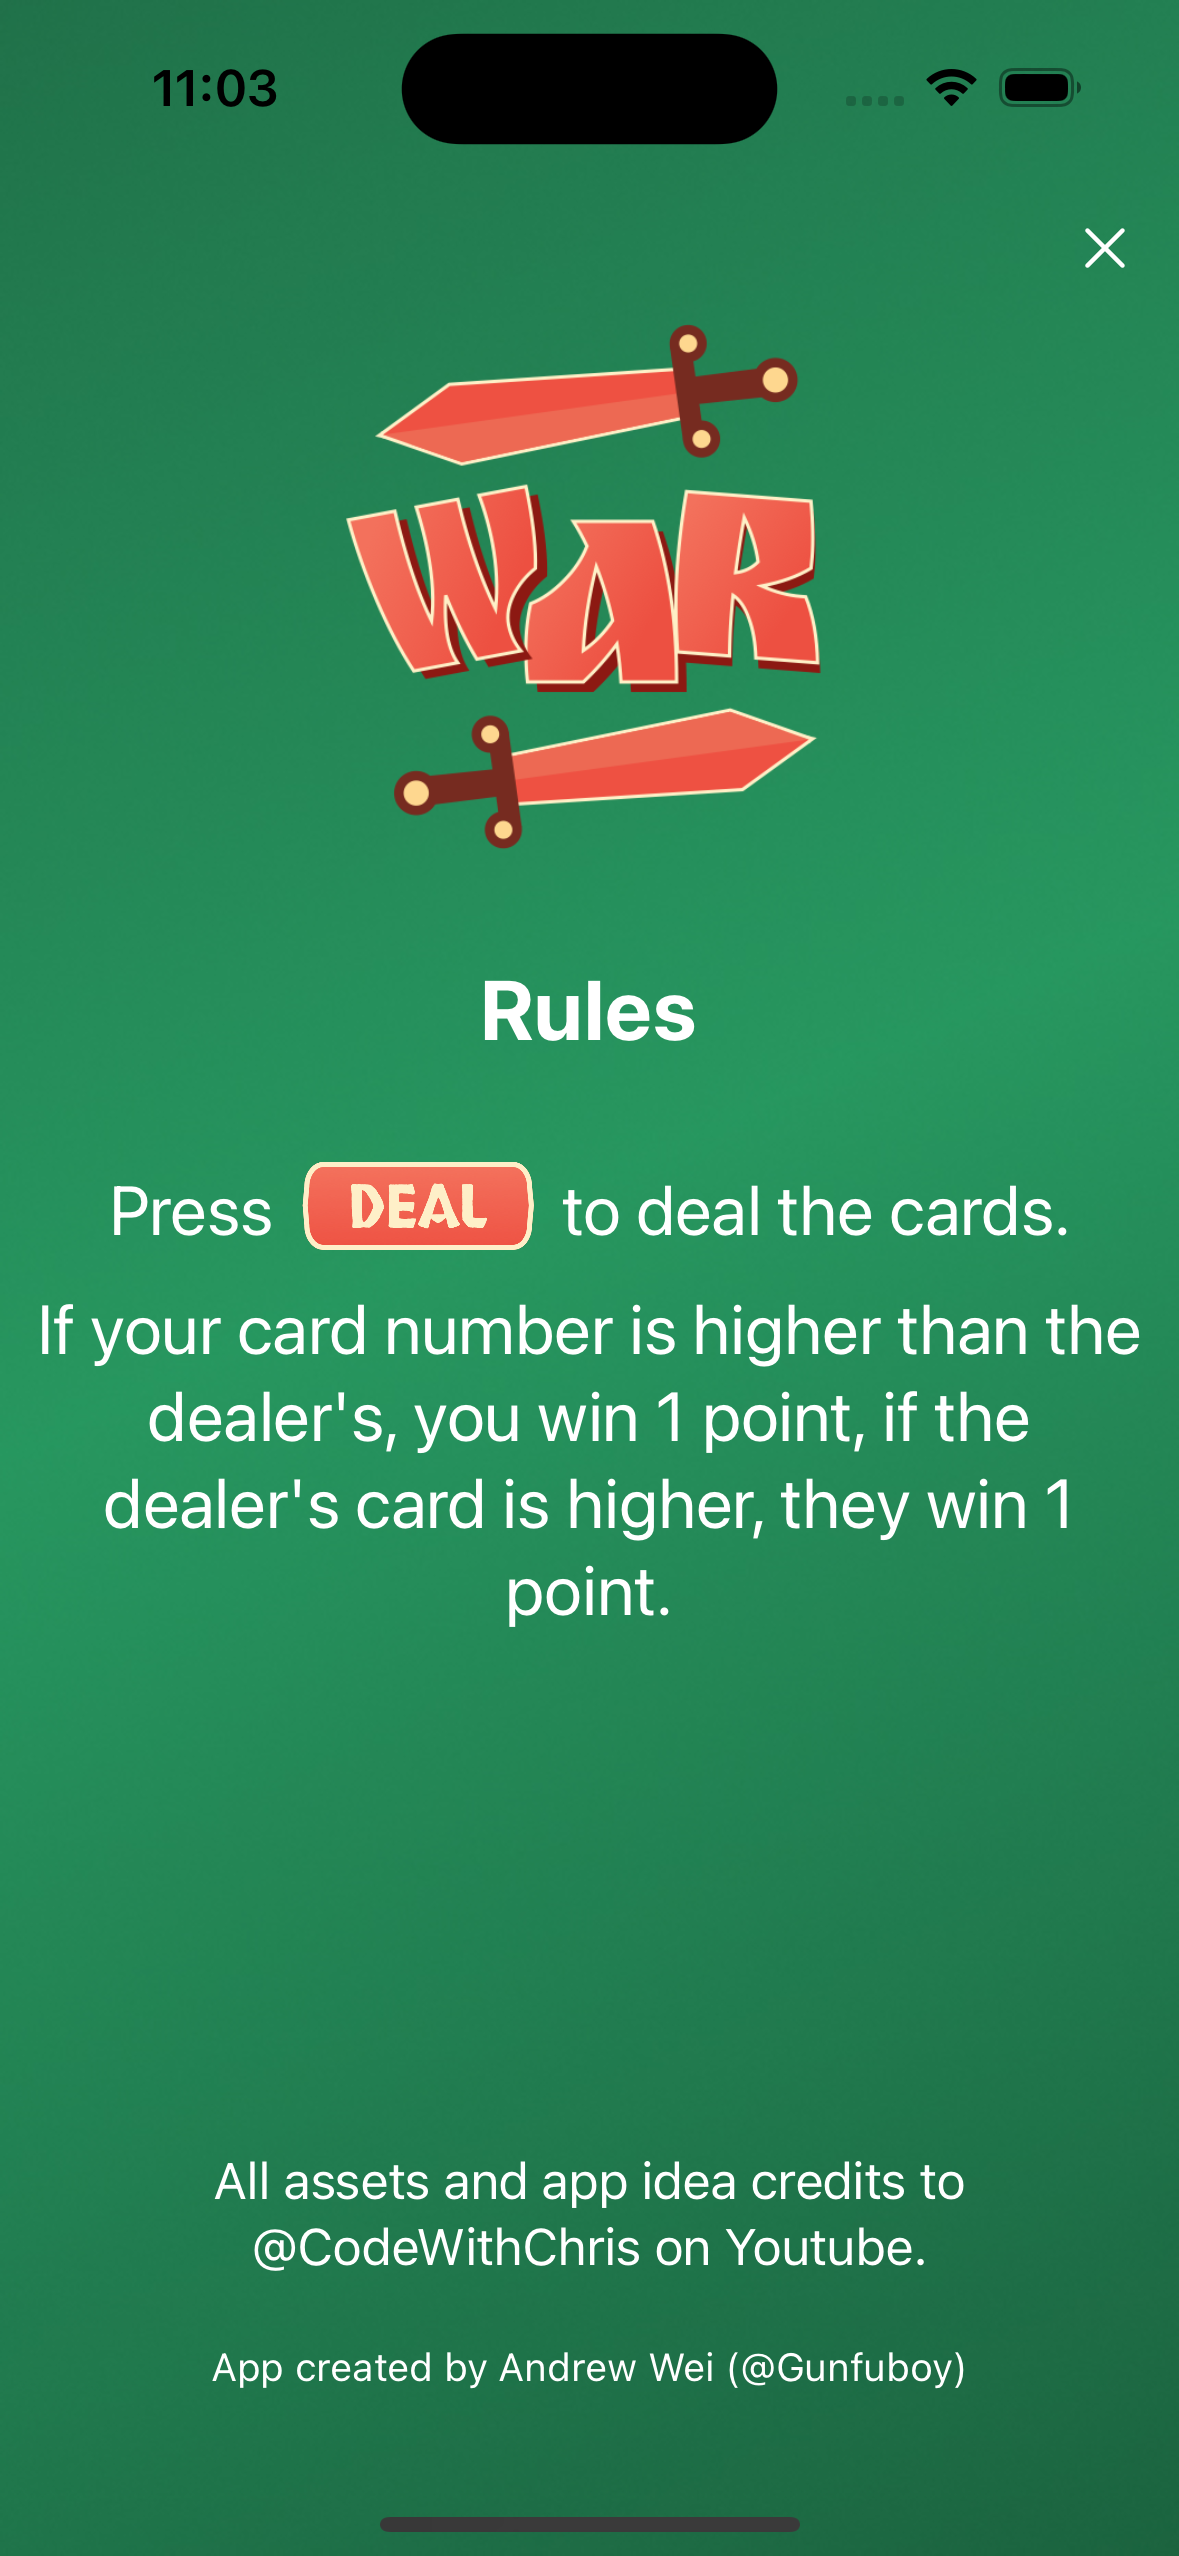 11:03
WAR
Rules
Press DEAL to deal the cards.
If your card number is higher than the
dealer's, you win 1 point, if the
dealer's card is higher, they win 1
point.
All assets and app idea credits to
@CodeWithChris on Youtube.
App created by Andrew Wei (@Gunfuboy)